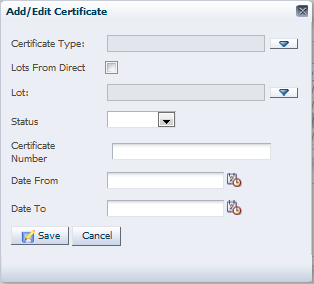 Add/Edit Certificate
Certificate Type:
Lots From Direct
Lot:
Status
Certificate
Number
Date From
Date To
Save Cancel